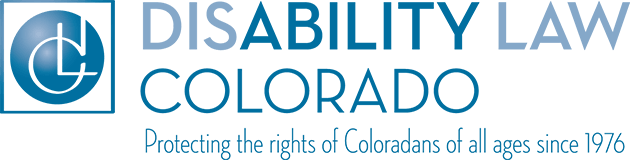 DISABILITY LAW
COLORADO
Protecting the rights of Coloradans of all ages since 1976